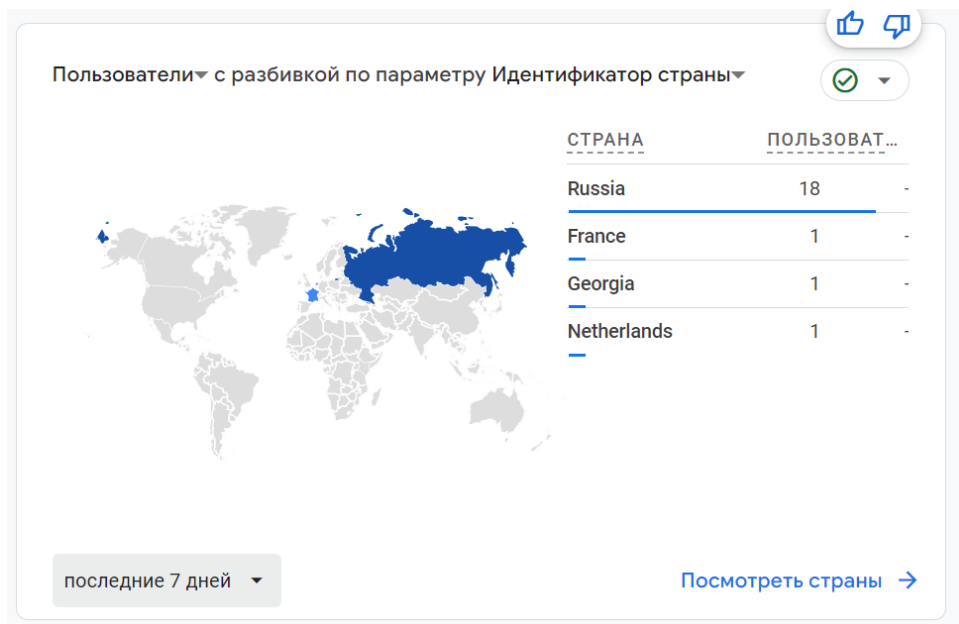 Пользователи с разбивкой по параметру Идентификатор страны
СТРАНА ПОЛЬЗОВАТ...
Russia 18 -
France 1 -
Georgia 1 -
Netherlands 1 -
последние 7 дней
Посмотреть страны →